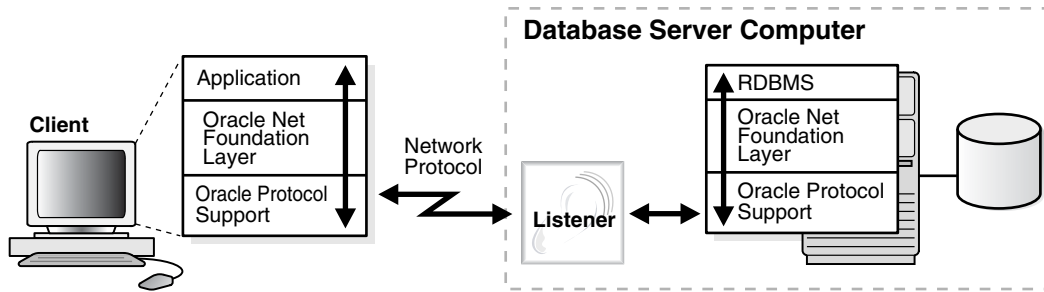 Database Server Computer
Client
Application
Oracle Net
Foundation
Layer
Oracle Protocol
Support
Network
Protocol
Listener
RDBMS
Oracle Net
Foundation
Layer
Oracle Protocol
Support